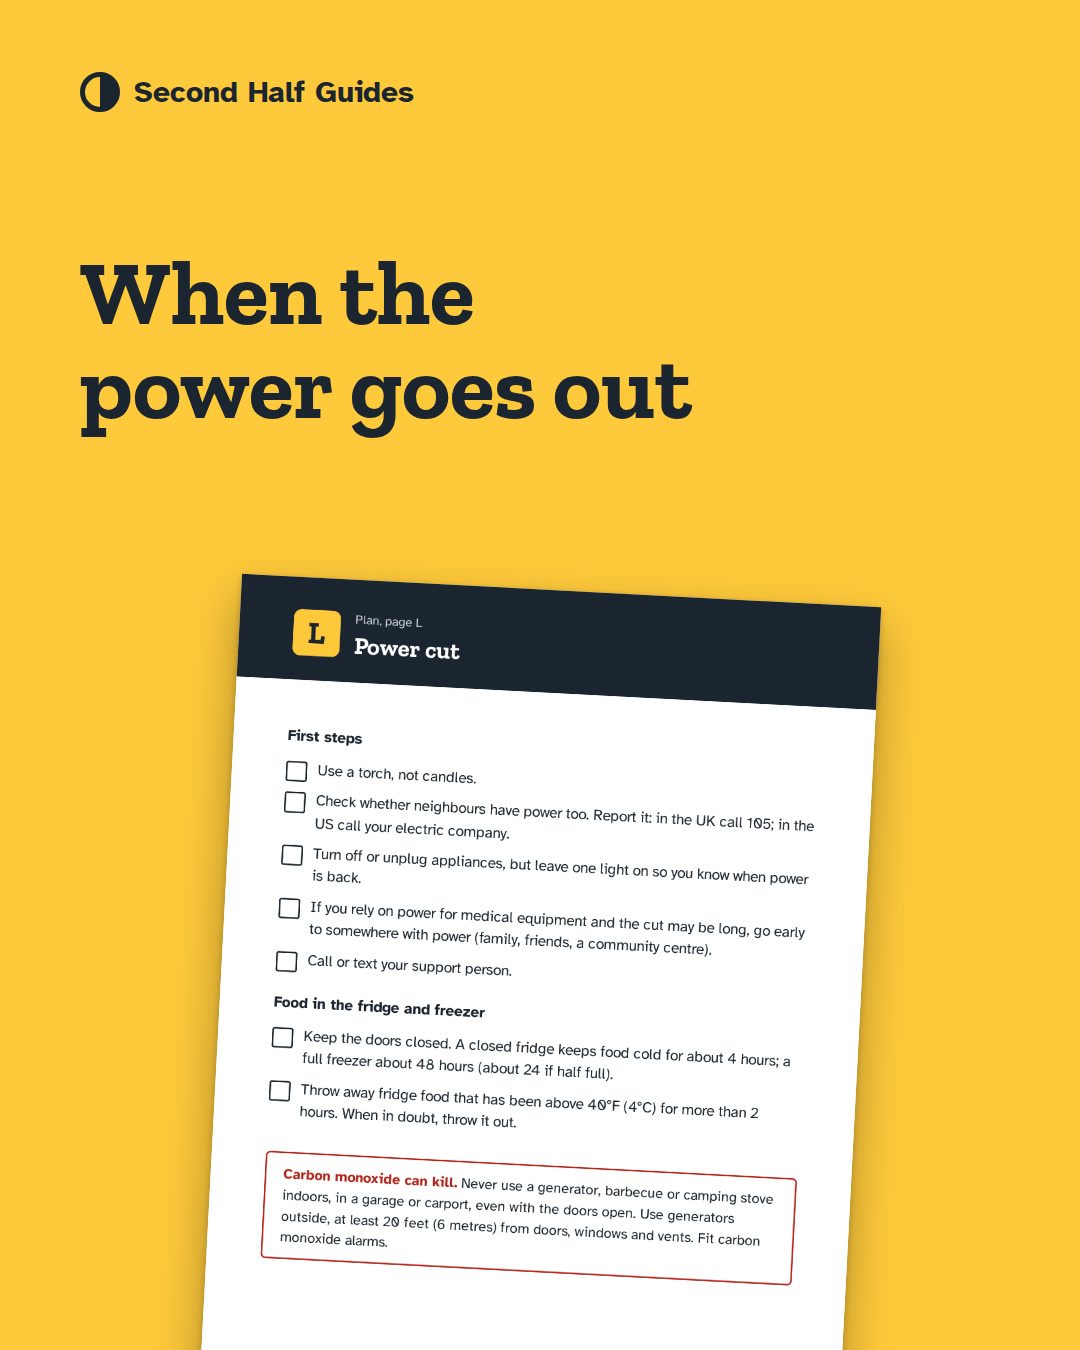 Second Half Guides
When the
power goes out
L
Plan, page L
Power cut
First steps
Use a torch, not candles.
Check whether neighbours have power too. Report it: in the UK call 105; in the
US call your electric company.
Turn off or unplug appliances, but leave one light on so you know when power
is back.
If you rely on power for medical equipment and the cut may be long, go early
to somewhere with power (family, friends, a community centre).
Call or text your support person.
Food in the fridge and freezer
Keep the doors closed. A closed fridge keeps food cold for about 4 hours; a
full freezer about 48 hours (about 24 if half full).
Throw away fridge food that has been above 40°F (4°C) for more than 2
hours. When in doubt, throw it out.
Carbon monoxide can kill. Never use a generator, barbecue or camping stove
indoors, in a garage or carport, even with the doors open. Use generators
outside, at least 20 feet (6 metres) from doors, windows and vents. Fit carbon
monoxide alarms.